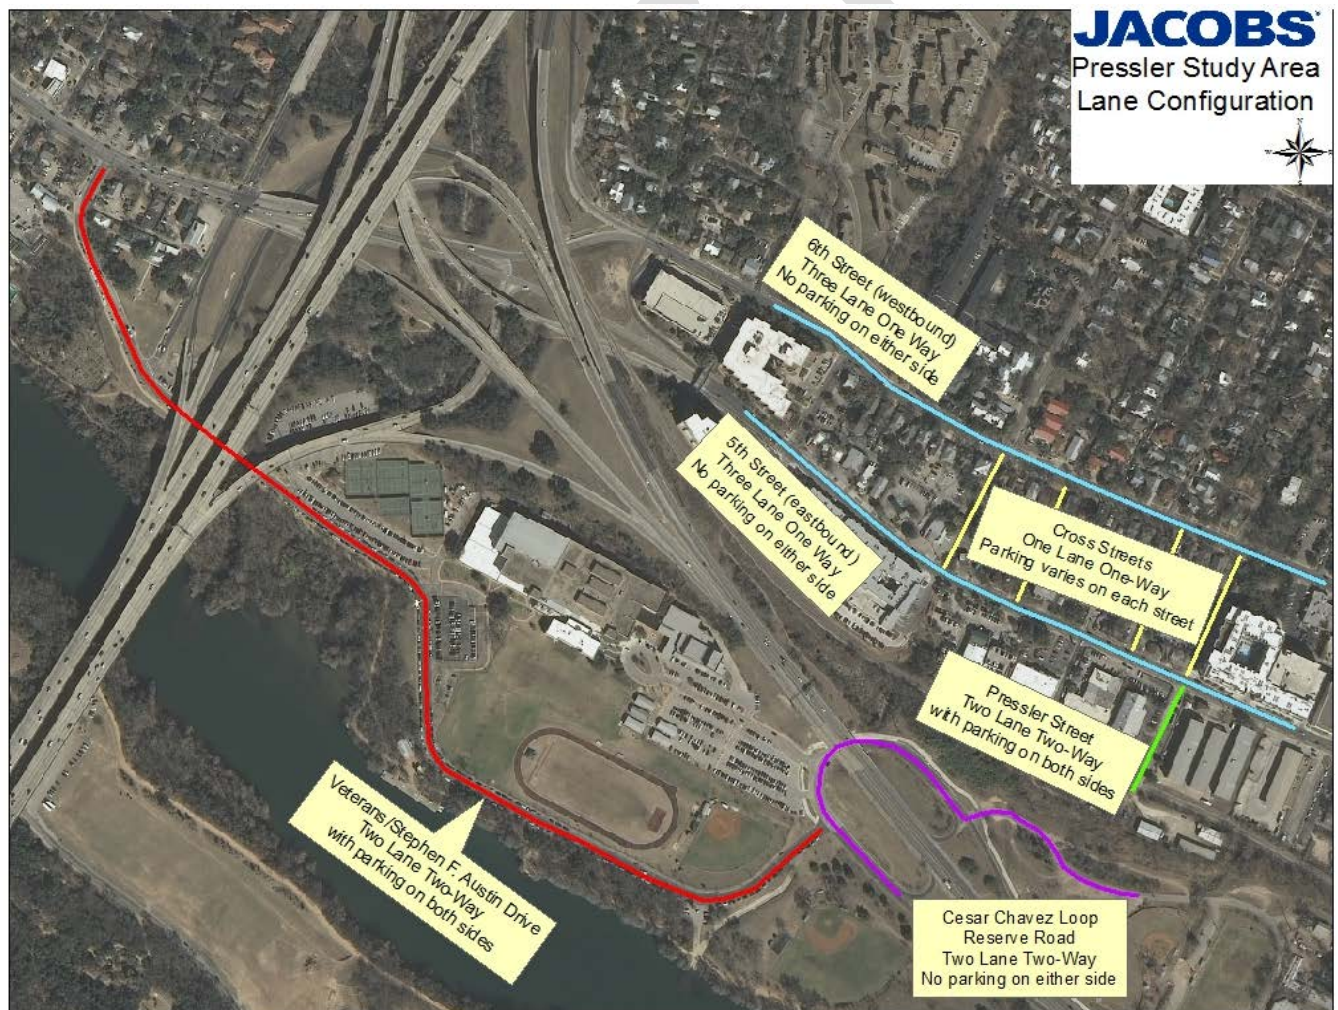 JACOBS
Pressler Study Area
Lane Configuration
6th Street (westbound)
Three Lane One Way
No parking on either side
5th Street (eastbound)
Three Lane One Way
No parking on either side
Cross Streets
One Lane One-Way
Parking varies on each street
Pressler Street
Two Lane Two-Way
with parking on both sides
Veterans/Stephen F. Austin Drive
Two Lane Two-Way
with parking on both sides
Cesar Chavez Loop
Reserve Road
Two Lane Two-Way
No parking on either side